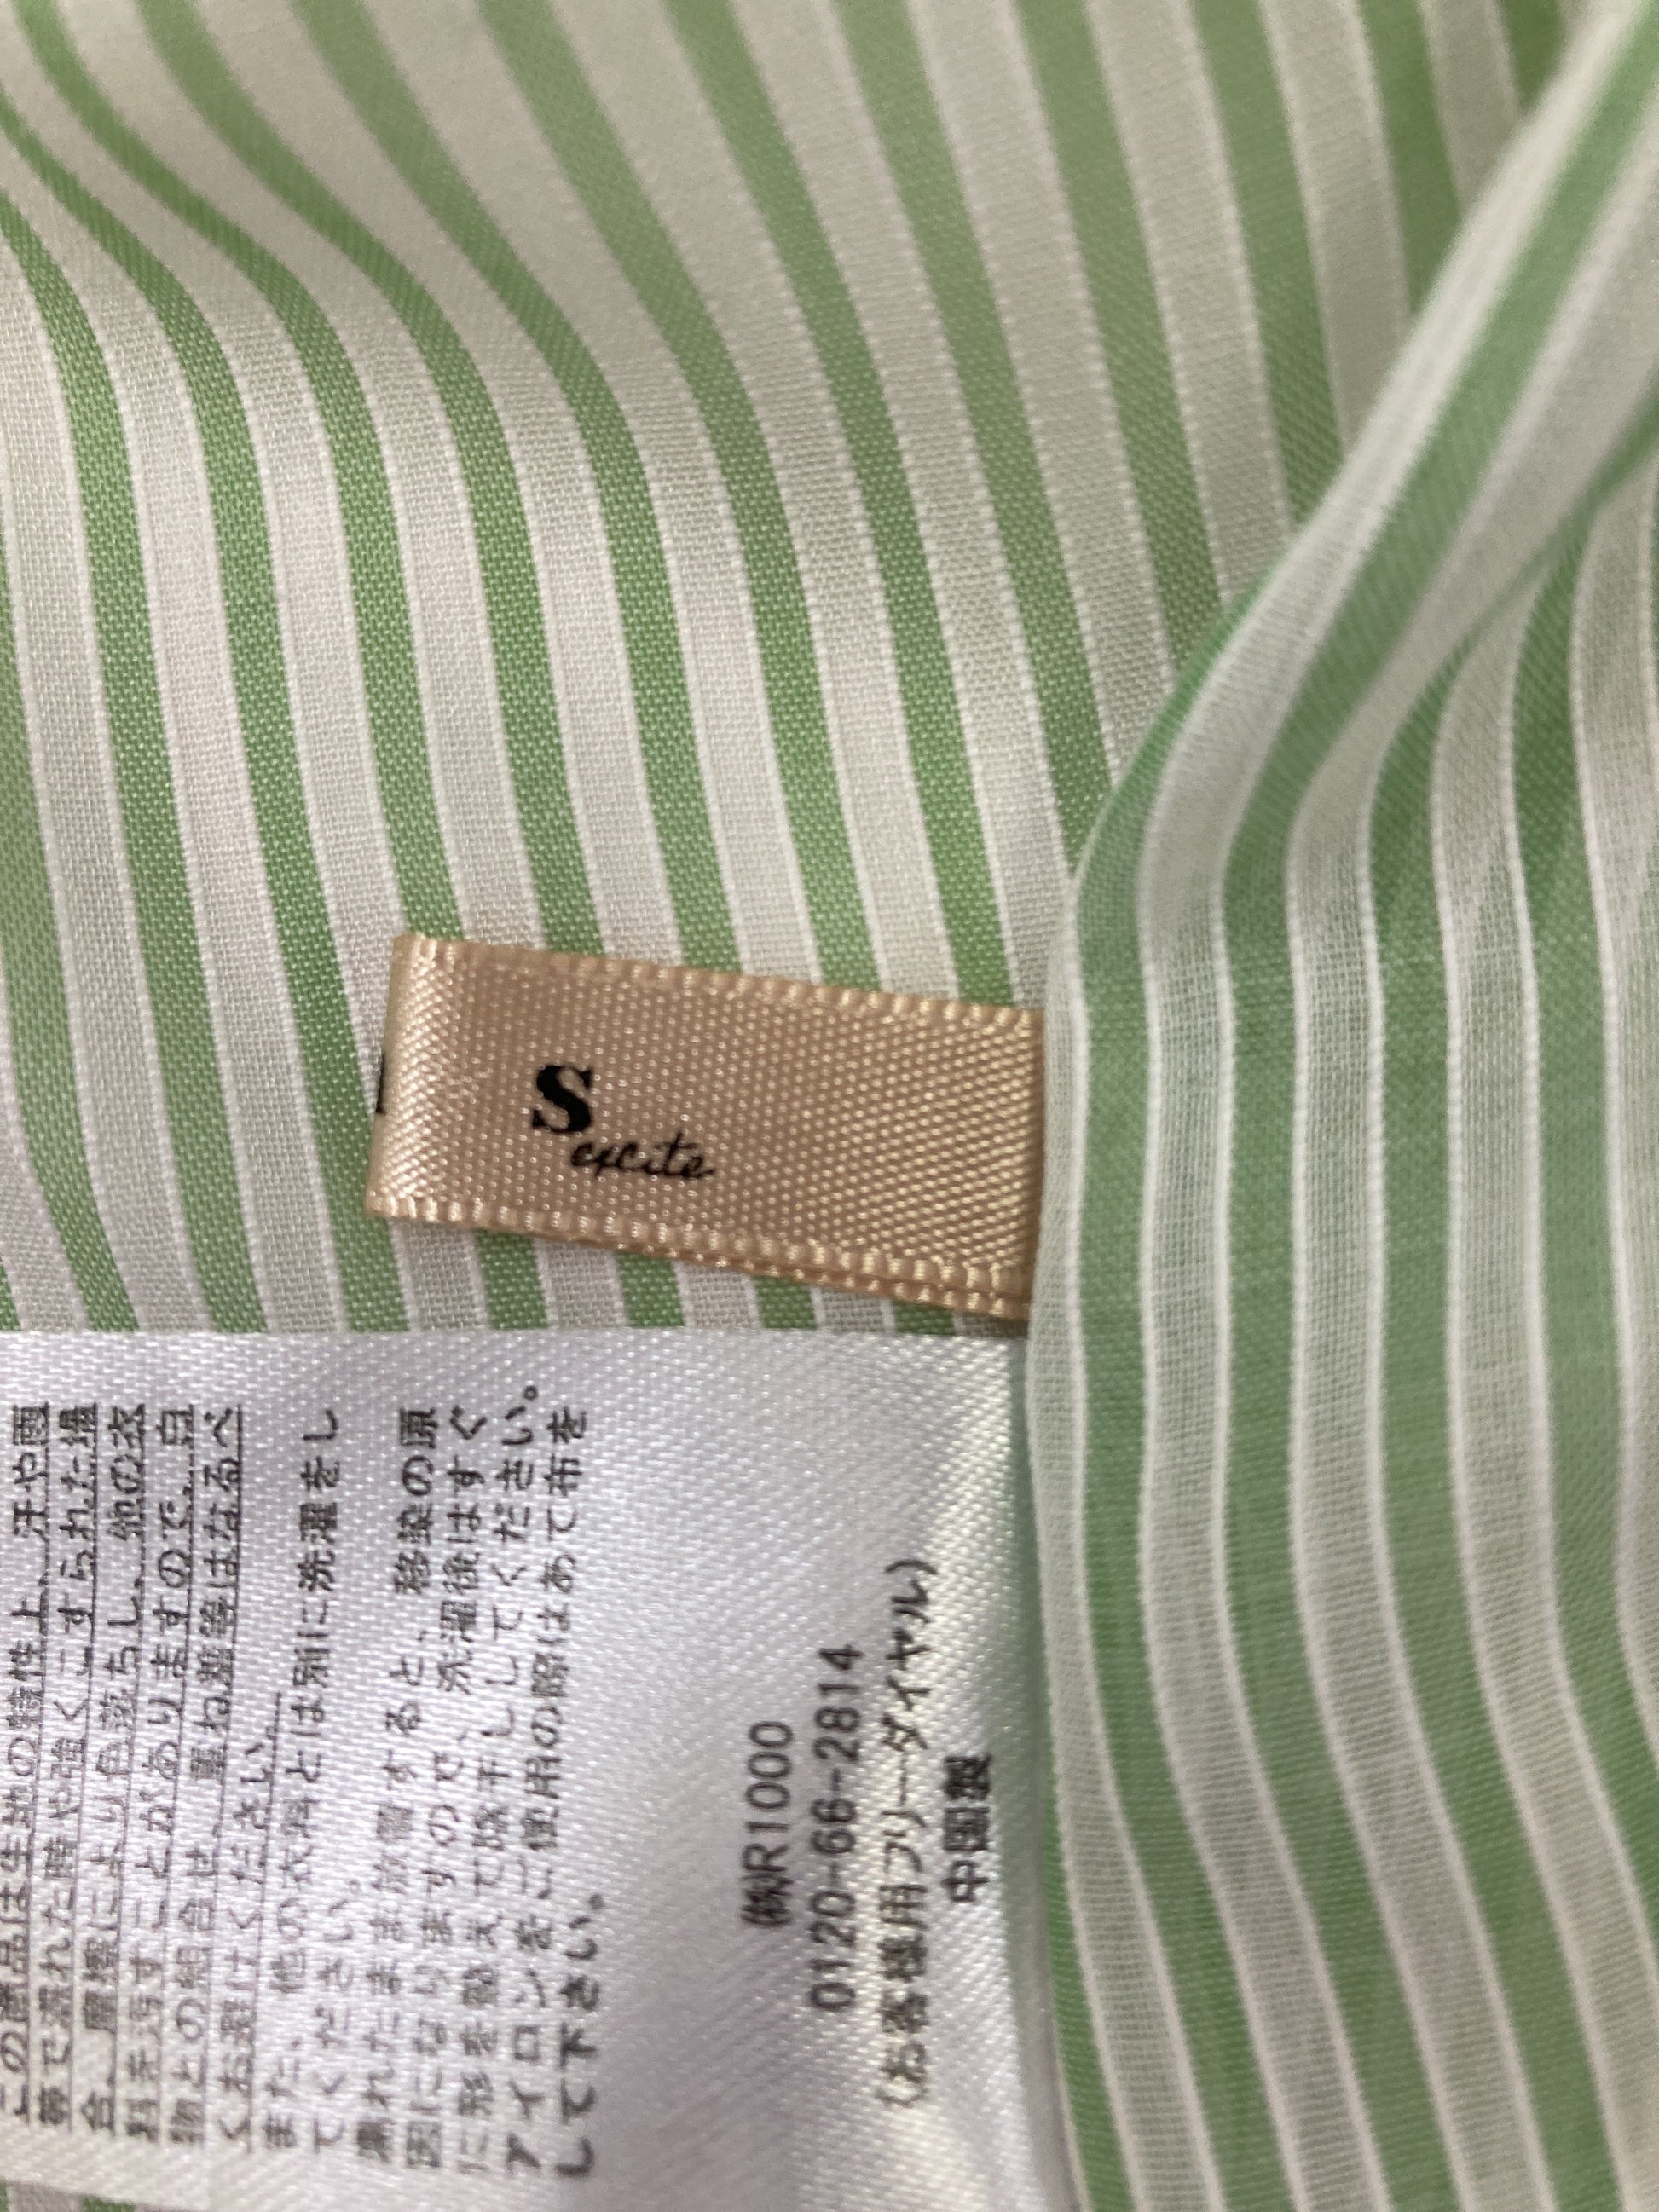 S
excite
この商品は生地の特性上、汗や雨
等で濡れた時や強くこすられた場
合、摩擦により色落ちし、他の衣
料を汚すことがありますので、白
物との組合せ、重ね着等はなるべ
くお避けください。
また、他の衣料とは別に洗濯をし
てください。
濡れたまま放置すると、移染の原
因になりますので、洗濯後はすぐ
に形を整えて陰干ししてください。
アイロンをご使用の際はあて布を
して下さい。
㈱R1000
0120-66-2814
(お客様用フリーダイヤル)
中国製